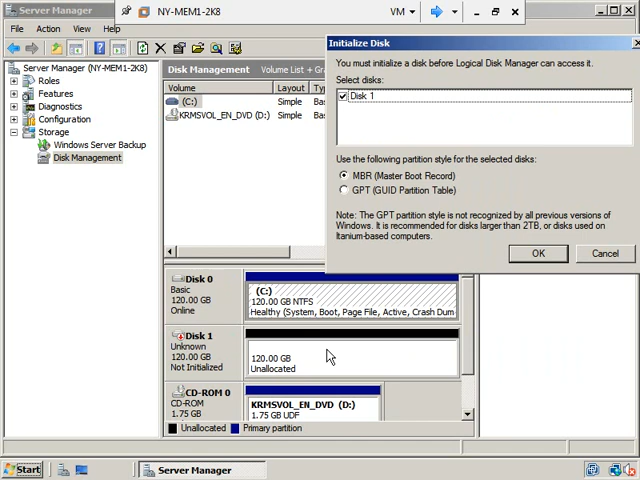 Server Manager
NY-MEM1-2K8
VM
File Action View Help
Server Manager (NY-MEM1-2K8)
Roles
Features
Diagnostics
Configuration
Storage
Windows Server Backup
Disk Management
Disk Management Volume List + Gra
Volume Layout Typ
(C:) Simple Bas
KRMSVOL_EN_DVD (D:) Simple Bas
Initialize Disk
You must initialize a disk before Logical Disk Manager can access it.
Select disks:
Disk 1
Use the following partition style for the selected disks:
MBR (Master Boot Record)
GPT (GUID Partition Table)
Note: The GPT partition style is not recognized by all previous versions of
Windows. It is recommended for disks larger than 2TB, or disks used on
Itanium-based computers.
OK Cancel
Disk 0
Basic
120.00 GB
Online
(C:)
120.00 GB NTFS
Healthy (System, Boot, Page File, Active, Crash Dum
Disk 1
Unknown
120.00 GB
Not Initialized
120.00 GB
Unallocated
CD-ROM 0
CD-ROM
1.75 GB
KRMSVOL_EN_DVD (D:)
1.75 GB UDF
Unallocated Primary partition
Start Server Manager